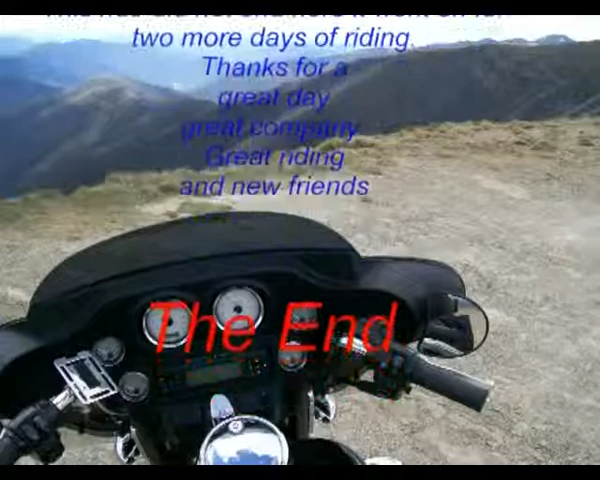 two more days of riding.
Thanks for a
great day
great company
Great riding
and new friends
The End